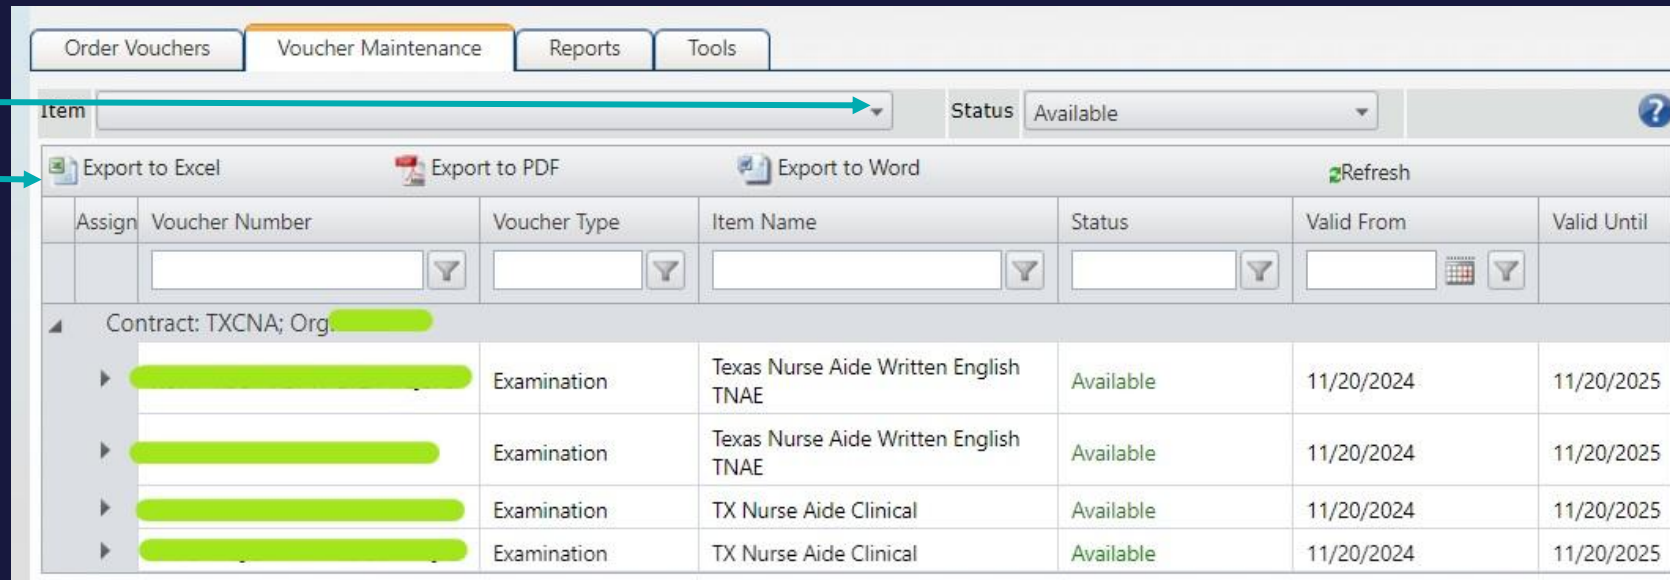 Order Vouchers Voucher Maintenance Reports Tools
Item Status Available ?
Export to Excel Export to PDF Export to Word Refresh
Assign Voucher Number Voucher Type Item Name Status Valid From Valid Until
Contract: TXCNA; Org:
Examination Texas Nurse Aide Written English TNAE Available 11/20/2024 11/20/2025
Examination Texas Nurse Aide Written English TNAE Available 11/20/2024 11/20/2025
Examination TX Nurse Aide Clinical Available 11/20/2024 11/20/2025
Examination TX Nurse Aide Clinical Available 11/20/2024 11/20/2025